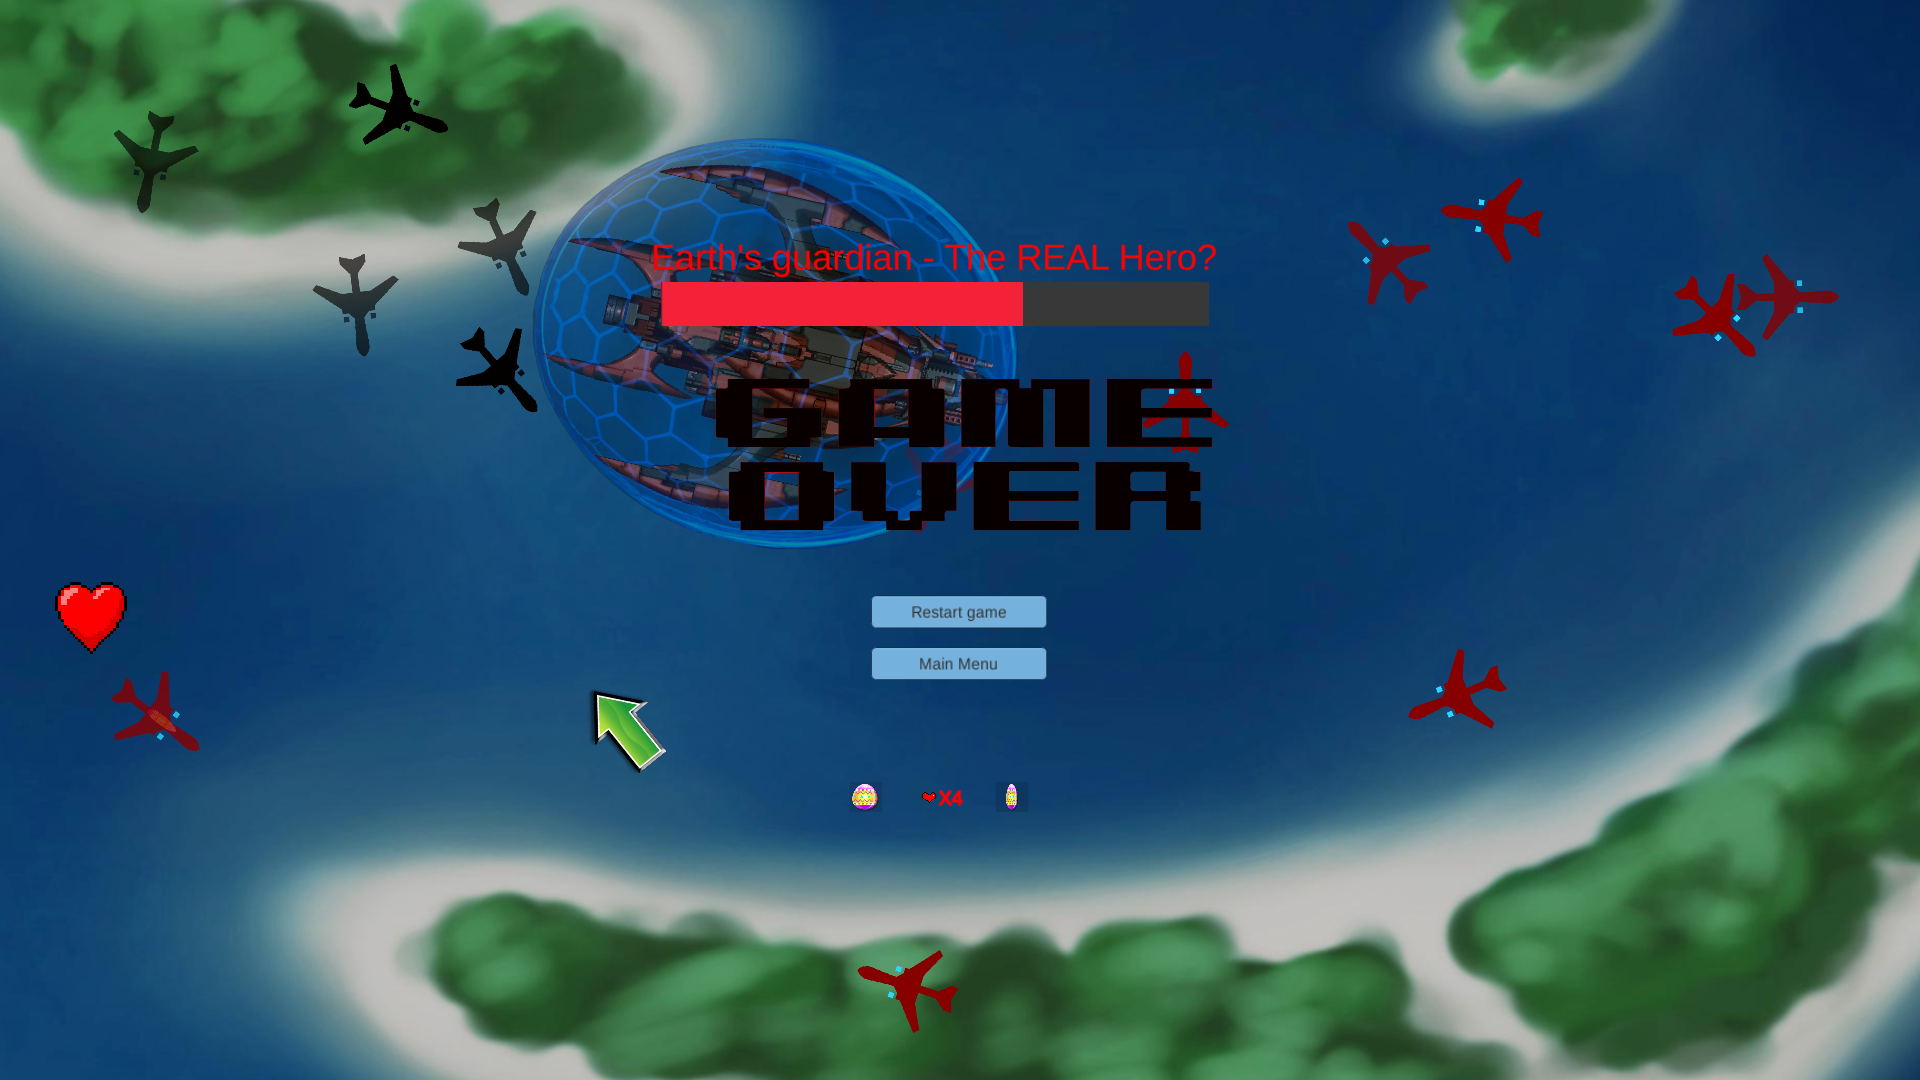 Earth's guardian - The REAL Hero?
GAME
OVER
Restart game
Main Menu
X4